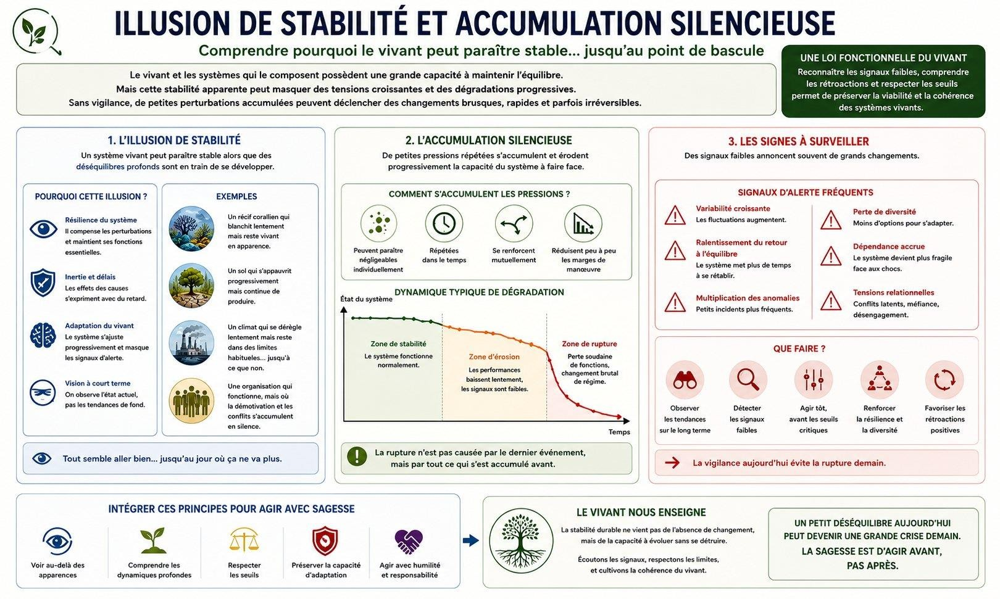 ILLUSION DE STABILITÉ ET ACCUMULATION SILENCIEUSE
Comprendre pourquoi le vivant peut paraître stable... jusqu'au point de bascule
Le vivant et les systèmes qui le composent possèdent une grande capacité à maintenir l'équilibre.
Mais cette stabilité apparente peut masquer des tensions croissantes et des dégradations progressives.
Sans vigilance, de petites perturbations accumulées peuvent déclencher des changements brusques, rapides et parfois irréversibles.
UNE LOI FONCTIONNELLE DU VIVANT
Reconnaître les signaux faibles, comprendre
les rétroactions et respecter les seuils
permet de préserver la viabilité et la cohérence
des systèmes vivants.
1. L'ILLUSION DE STABILITÉ
Un système vivant peut paraître stable alors que des
déséquilibres profonds sont en train de se développer.
POURQUOI CETTE ILLUSION ?
Résilience du système
Il compense les perturbations
et maintient ses fonctions
essentielles.
Inertie et délais
Les effets des causes
s'expriment avec du retard.
Adaptation du vivant
Le système s'ajuste
progressivement et masque
les signaux d'alerte.
Vision à court terme
On observe l'état actuel,
pas les tendances de fond.
EXEMPLES
Un récif corallien qui
blanchit lentement
mais reste vivant
en apparence.
Un sol qui s'appauvrit
progressivement
mais continue de
produire.
Un climat qui se dérègle
lentement mais reste
dans des limites
habituelles... jusqu'à
ce que non.
Une organisation qui
fonctionne, mais où
la démotivation et les
conflits s'accumulent
en silence.
Tout semble aller bien... jusqu'au jour où ça ne va plus.
2. L'ACCUMULATION SILENCIEUSE
De petites pressions répétées s'accumulent et érodent
progressivement la capacité du système à faire face.
COMMENT S'ACCUMULENT LES PRESSIONS ?
Peuvent paraître
négligeables
individuellement
Répétées
dans le temps
Se renforcent
mutuellement
Réduisent peu à peu
les marges de
manœuvre
DYNAMIQUE TYPIQUE DE DÉGRADATION
État du système
Zone de stabilité
Le système fonctionne
normalement.
Zone d'érosion
Les performances
baissent lentement,
les signaux sont faibles.
Zone de rupture
Perte soudaine
de fonctions,
changement brutal
de régime.
Temps
La rupture n'est pas causée par le dernier événement,
mais par tout ce qui s'est accumulé avant.
3. LES SIGNES À SURVEILLER
Des signaux faibles annoncent souvent de grands changements.
SIGNAUX D'ALERTE FRÉQUENTS
Variabilité croissante
Les fluctuations augmentent.
Ralentissement du retour
à l'équilibre
Le système met plus de temps
à se rétablir.
Multiplication des anomalies
Petits incidents plus fréquents.
Perte de diversité
Moins d'options pour s'adapter.
Dépendance accrue
Le système devient plus fragile
face aux chocs.
Tensions relationnelles
Conflits latents, méfiance,
désengagement.
QUE FAIRE ?
Observer
les tendances
sur le long terme
Détecter
les signaux
faibles
Agir tôt,
avant les seuils
critiques
Renforcer
la résilience et
la diversité
Favoriser les
rétroactions
positives
La vigilance aujourd'hui évite la rupture demain.
INTÉGRER CES PRINCIPES POUR AGIR AVEC SAGESSE
Voir au-delà des
apparences
Comprendre les
dynamiques profondes
Respecter
les seuils
Préserver la capacité
d'adaptation
Agir avec humilité
et responsabilité
LE VIVANT NOUS ENSEIGNE
La stabilité durable ne vient pas de l'absence de changement,
mais de la capacité à évoluer sans se détruire.
Écoutons les signaux, respectons les limites,
et cultivons la cohérence du vivant.
UN PETIT DÉSÉQUILIBRE AUJOURD'HUI
PEUT DEVENIR UNE GRANDE CRISE DEMAIN.
LA SAGESSE EST D'AGIR AVANT,
PAS APRÈS.